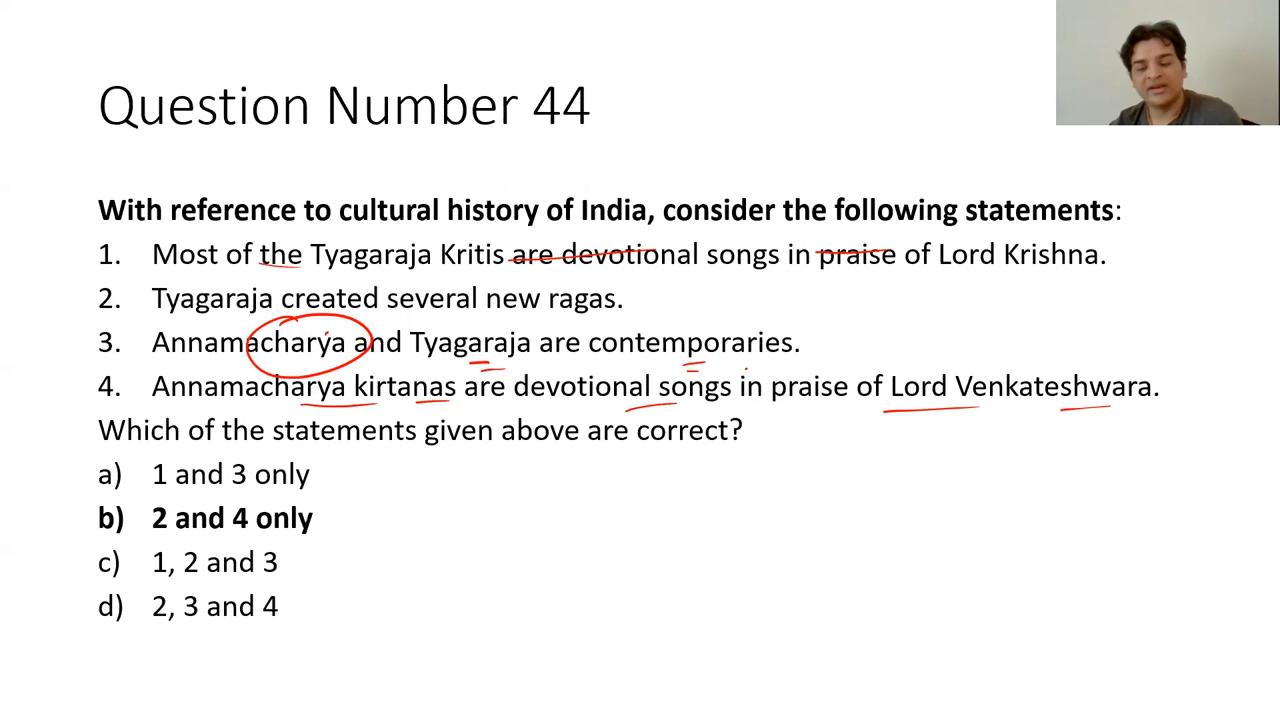 Question Number 44
With reference to cultural history of India, consider the following statements:
1. Most of the Tyagaraja Kritis are devotional songs in praise of Lord Krishna.
2. Tyagaraja created several new ragas.
3. Annamacharya and Tyagaraja are contemporaries.
4. Annamacharya kirtanas are devotional songs in praise of Lord Venkateshwara.
Which of the statements given above are correct?
a) 1 and 3 only
b) 2 and 4 only
c) 1, 2 and 3
d) 2, 3 and 4